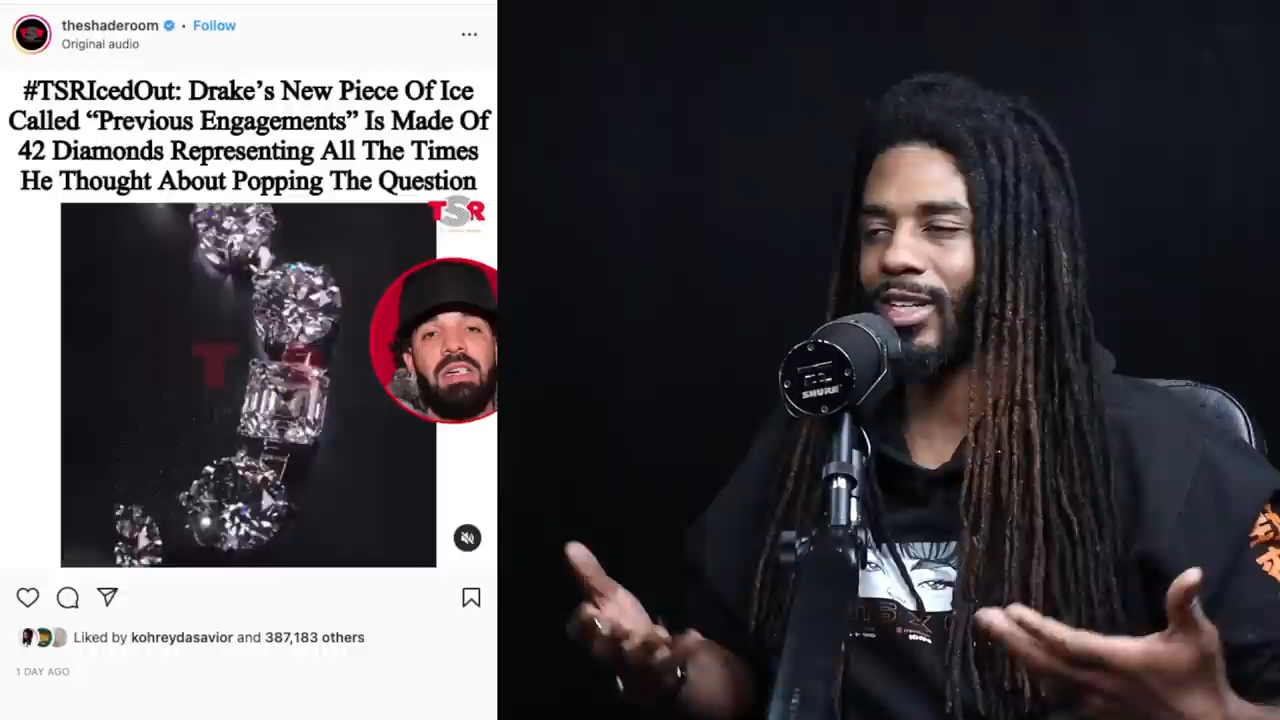 theshaderoom · Follow
Original audio
#TSRIcedOut: Drake’s New Piece Of Ice
Called “Previous Engagements” Is Made Of
42 Diamonds Representing All The Times
He Thought About Popping The Question
TSR
Liked by kohreydasavior and 387,183 others
1 DAY AGO
SHURE